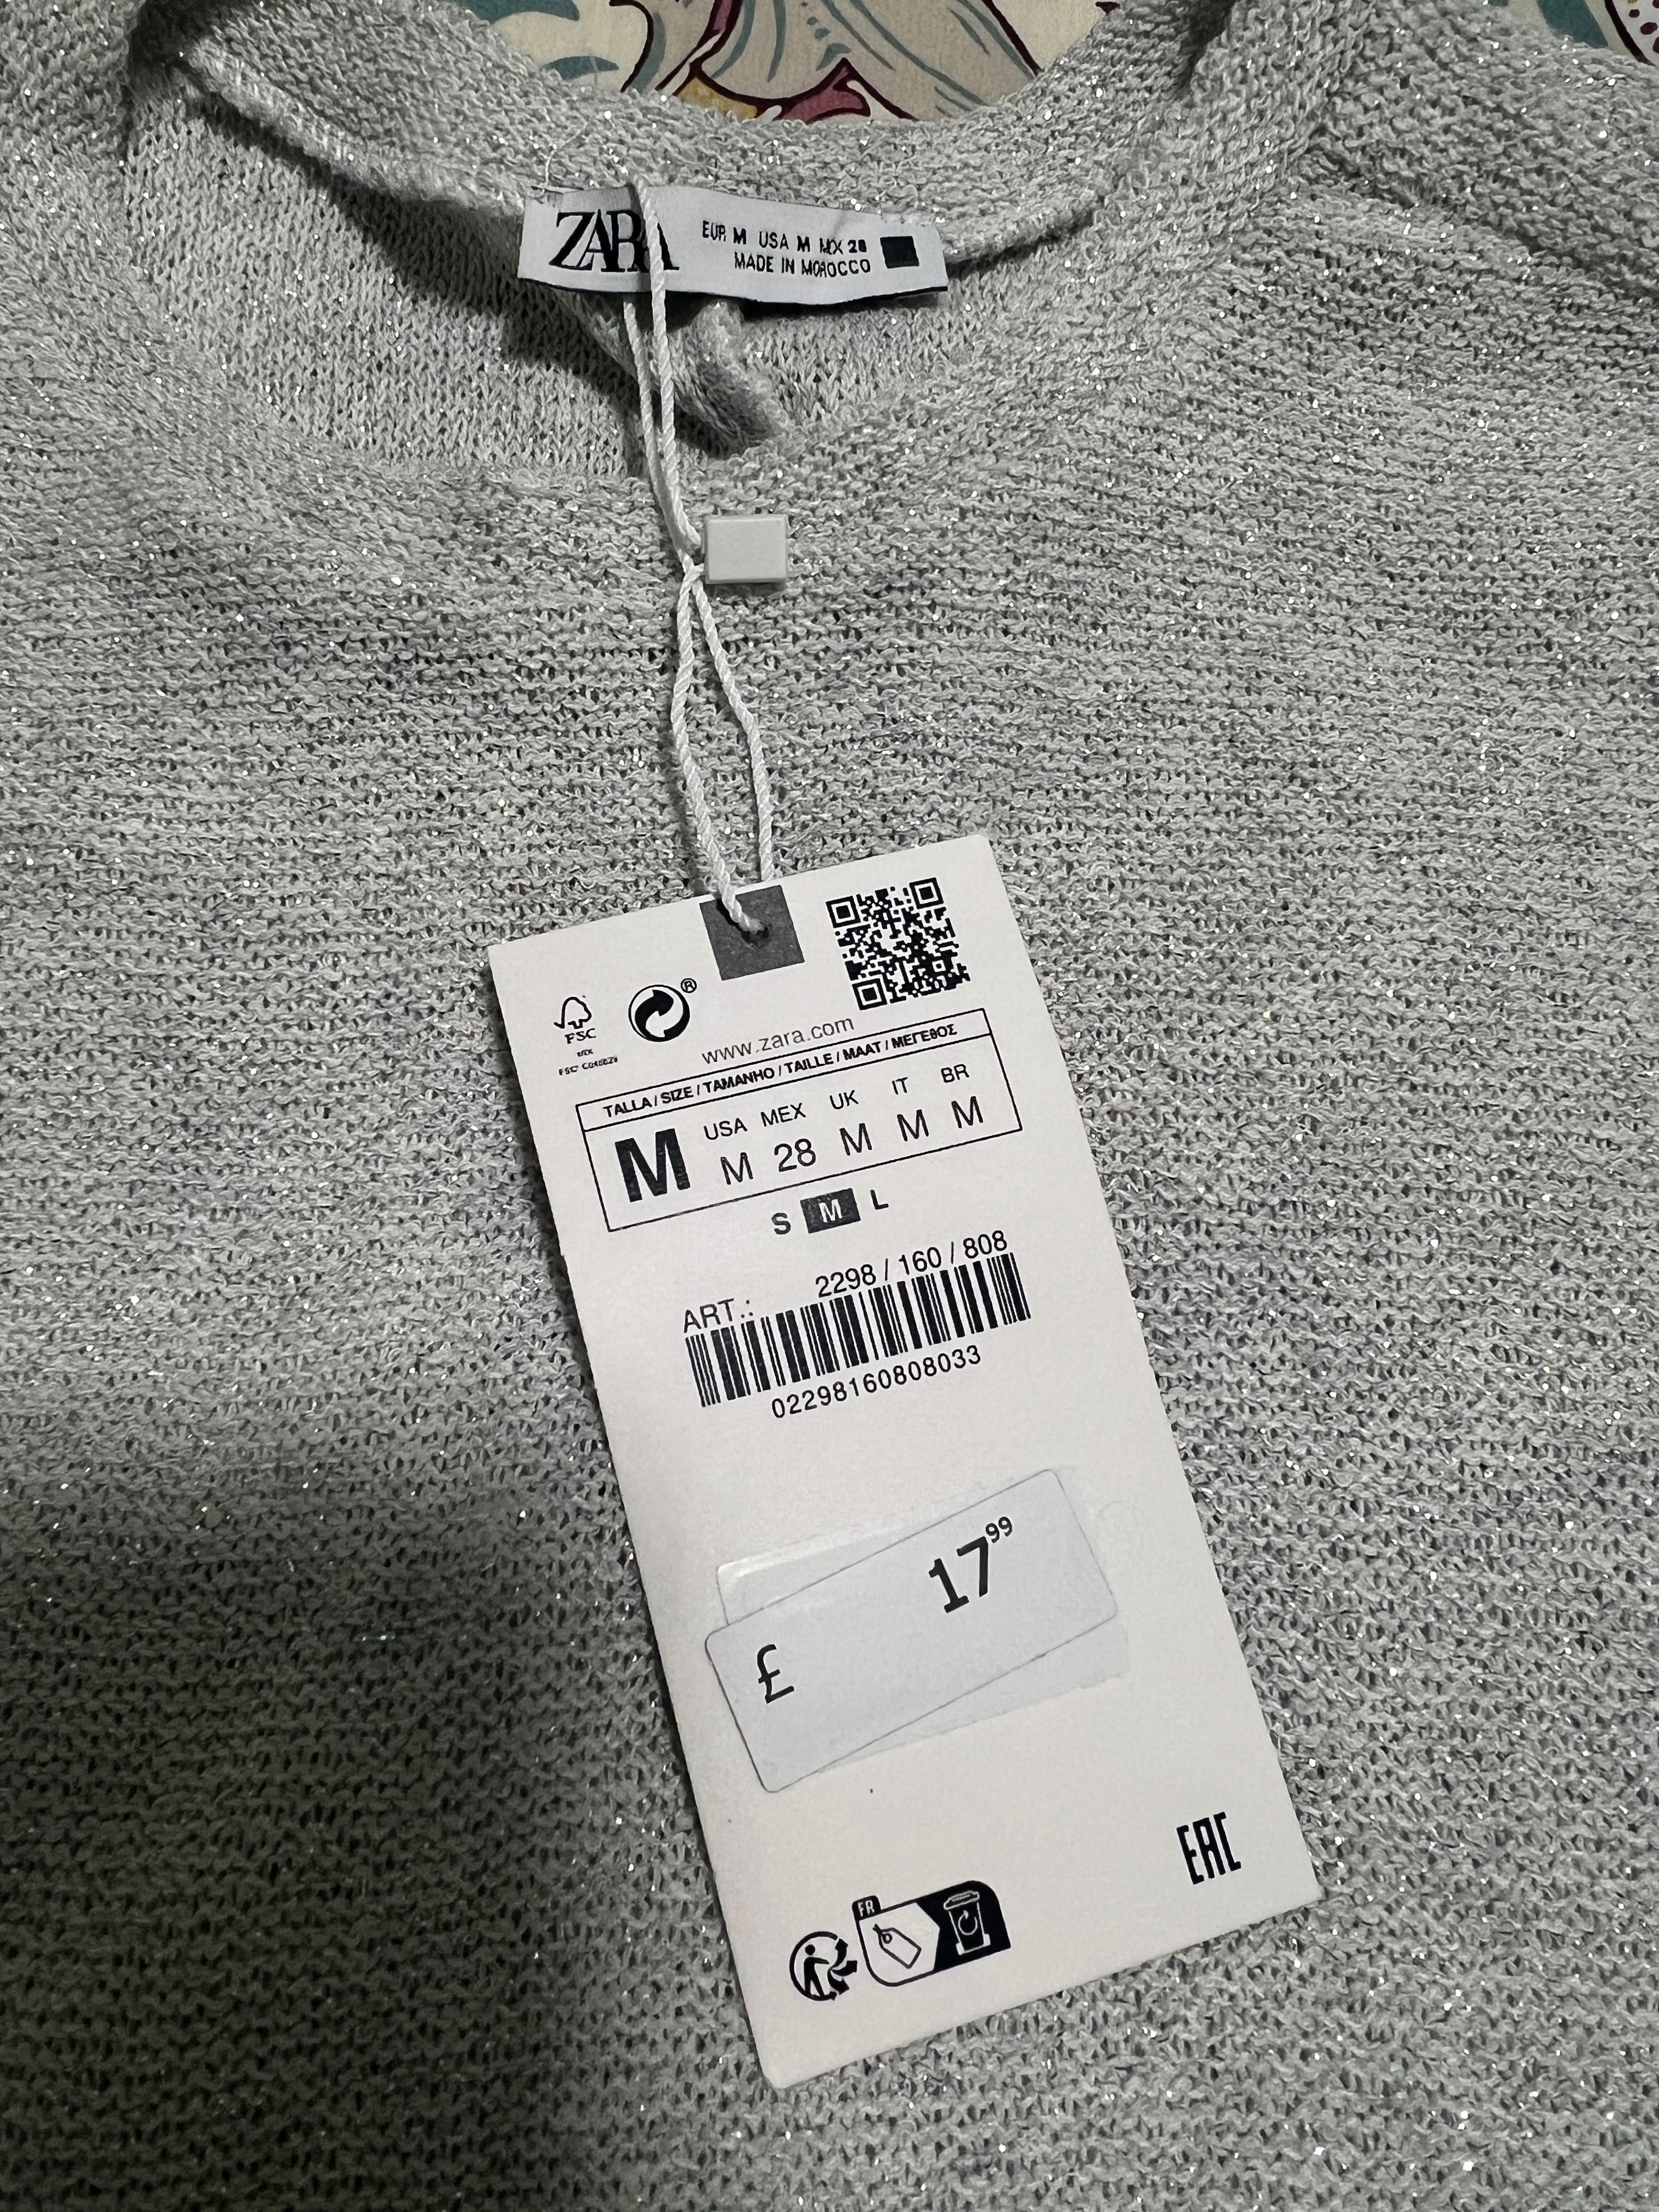 ZARA
EUR M USA M MEX 28
MADE IN MOROCCO
FSC
MIX
®
www.zara.com
TALLA / SIZE / TAMANHO / TAILLE / MAAT / ΜΕΓΕΘΟΣ
USA MEX UK IT BR
M M 28 M M M
S M L
ART.: 2298 / 160 / 808
02298160808033
£ 17 99
EAC
FR